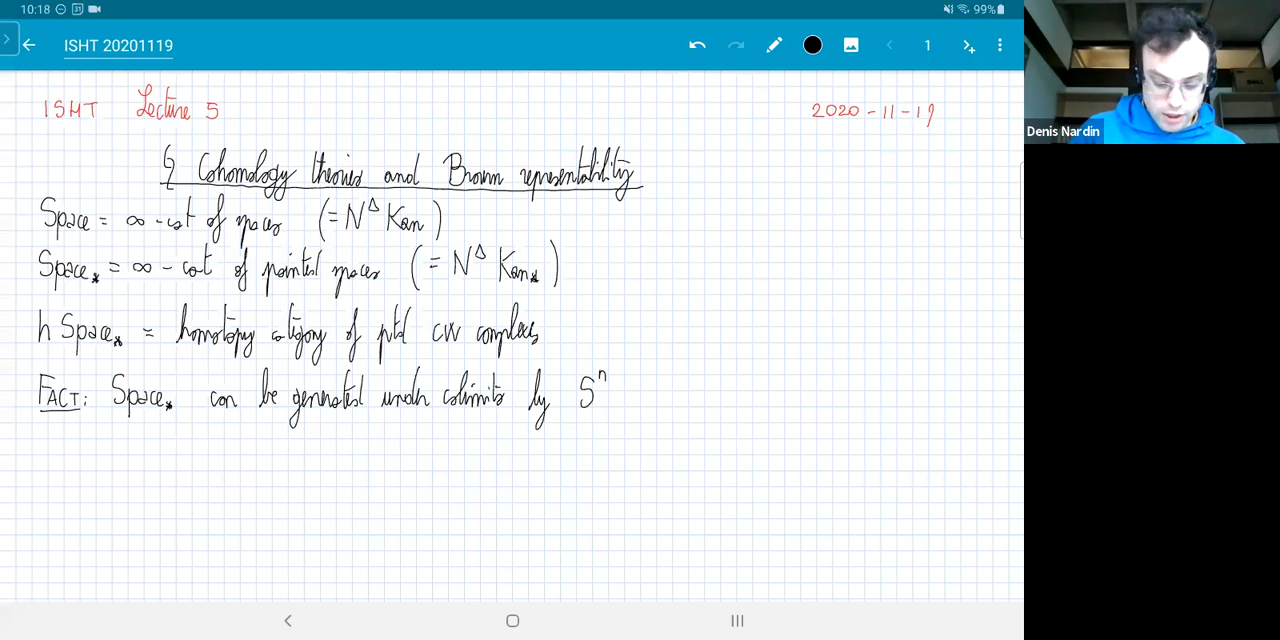 10:18 31 99%
ISHT 20201119 1
ISHT Lecture 5 2020-11-19
Denis Nardin
§ Cohomology theories and Brown representability
Space = ∞-cat of spaces (= N^Δ Kan)
Space_* = ∞-cat of pointed spaces (= N^Δ Kan_*)
h Space_* = homotopy category of ptd CW complexes
FACT: Space_* can be generated under colimits by S^n